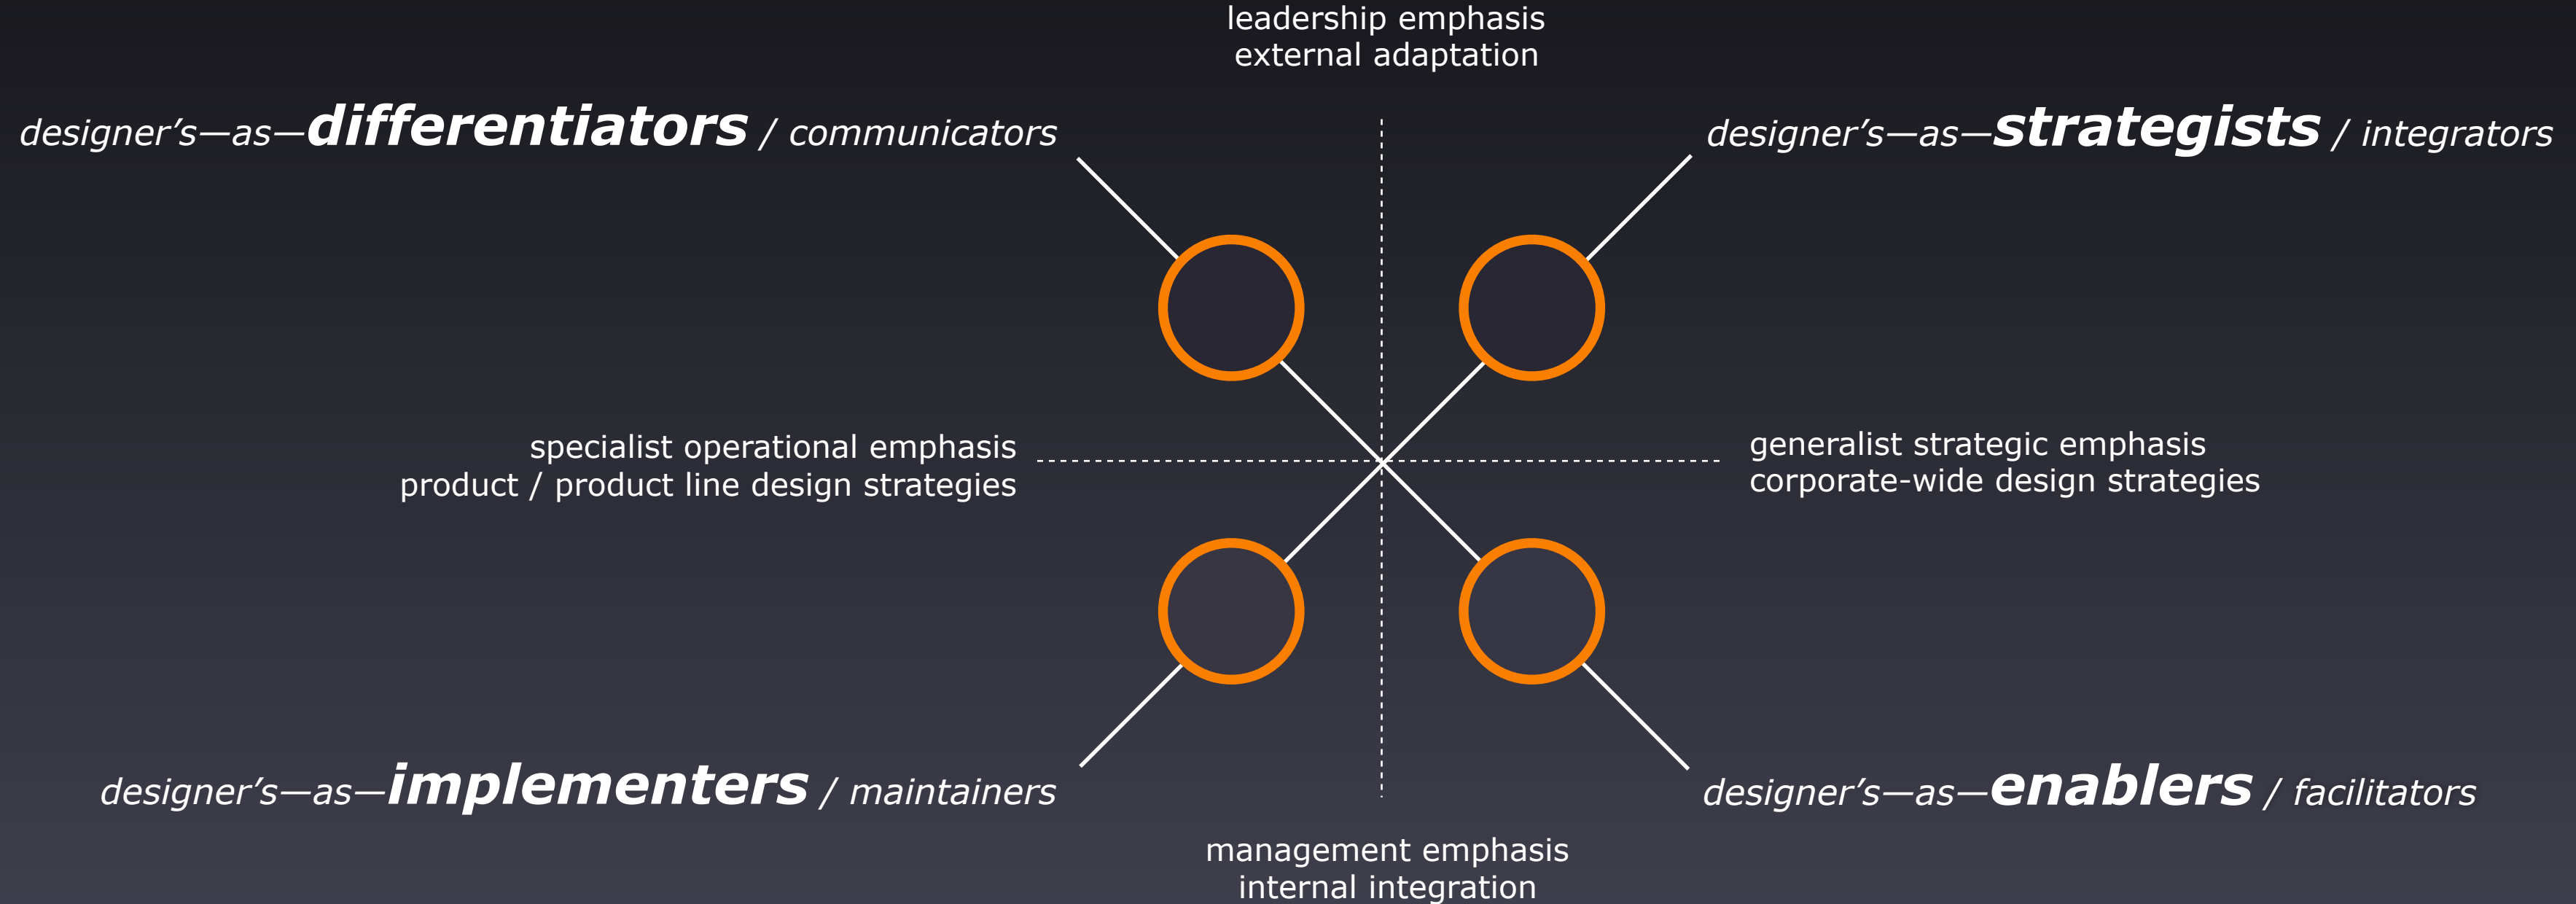 leadership emphasis
external adaptation
designer’s—as—differentiators / communicators
designer’s—as—strategists / integrators
specialist operational emphasis
product / product line design strategies
generalist strategic emphasis
corporate-wide design strategies
designer’s—as—implementers / maintainers
designer’s—as—enablers / facilitators
management emphasis
internal integration